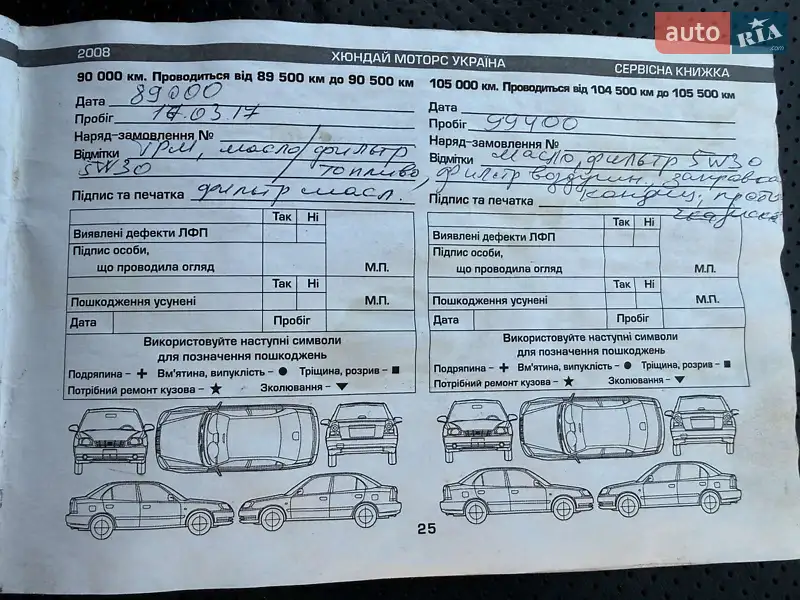 auto RIA.com
2008
ХЮНДАЙ МОТОРС УКРАЇНА
СЕРВІСНА КНИЖКА
90 000 км. Проводиться від 89 500 км до 90 500 км
Дата 89000
Пробіг 17.03.17
Наряд-замовлення №
Відмітки ГРМ, масло/фильтр
5W30 / топливо,
Підпис та печатка фильтр масл.
Так Ні
Виявлені дефекти ЛФП
Підпис особи,
що проводила огляд М.П.
Так Ні
Пошкодження усунені М.П.
Дата Пробіг
Використовуйте наступні символи
для позначення пошкоджень
Подряпина – + Вм'ятина, випуклість – ● Тріщина, розрив – ■
Потрібний ремонт кузова – ★ Зколювання – ▼
105 000 км. Проводиться від 104 500 км до 105 500 км
Дата
Пробіг 99400
Наряд-замовлення №
Відмітки Масло, фильтр 5W30
фильтр воздушн. заправка
Підпис та печатка кондиц,
Так Ні
Виявлені дефекти ЛФП
Підпис особи,
що проводила огляд М.П.
Так Ні
Пошкодження усунені М.П.
Дата Пробіг
Використовуйте наступні символи
для позначення пошкоджень
Подряпина – + Вм'ятина, випуклість – ● Тріщина, розрив – ■
Потрібний ремонт кузова – ★ Зколювання – ▼
25